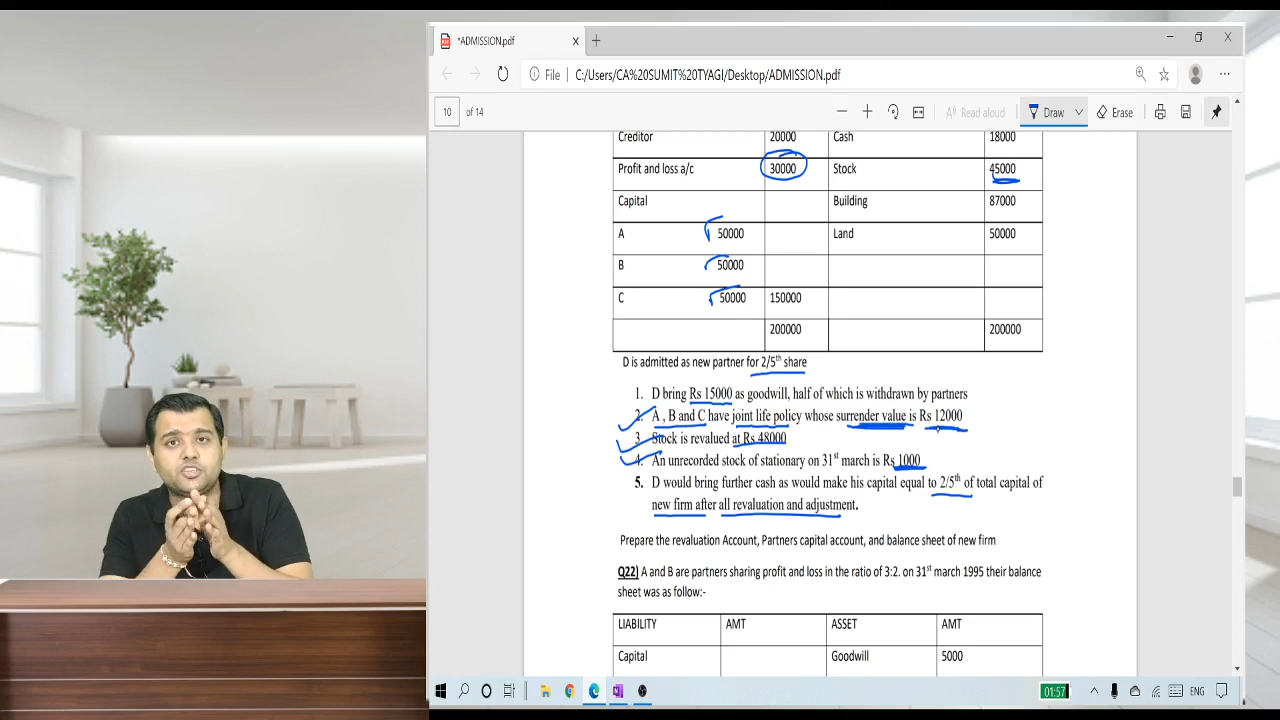 *ADMISSION.pdf
File C:/Users/CA%20SUMIT%20TYAGI/Desktop/ADMISSION.pdf
10 of 14 Read aloud Draw Erase
Creditor 20000 Cash 18000
Profit and loss a/c 30000 Stock 45000
Capital Building 87000
A 50000 Land 50000
B 50000
C 50000 150000
200000 200000
D is admitted as new partner for 2/5th share
1. D bring Rs 15000 as goodwill, half of which is withdrawn by partners
2. A , B and C have joint life policy whose surrender value is Rs 12000
3. Stock is revalued at Rs 48000
4. An unrecorded stock of stationary on 31st march is Rs 1000
5. D would bring further cash as would make his capital equal to 2/5th of total capital of
new firm after all revaluation and adjustment.
Prepare the revaluation Account, Partners capital account, and balance sheet of new firm
Q22) A and B are partners sharing profit and loss in the ratio of 3:2. on 31st march 1995 their balance
sheet was as follow:-
LIABILITY AMT ASSET AMT
Capital Goodwill 5000
01:57 ENG